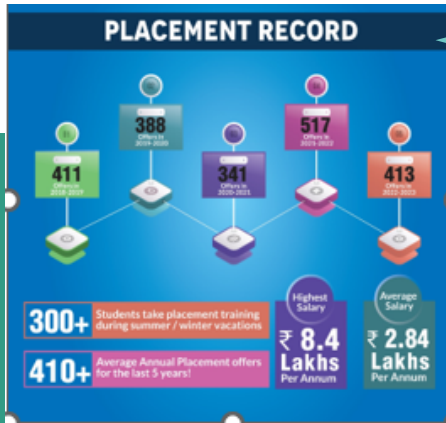 PLACEMENT RECORD
388
Offers in
2019-2020
517
Offers in
2021-2022
411
Offers in
2018-2019
341
Offers in
2020-2021
413
Offers in
2022-2023
300+
Students take placement training
during summer / winter vacations
410+
Average Annual Placement offers
for the last 5 years!
Highest
Salary
₹ 8.4
Lakhs
Per Annum
Average
Salary
₹ 2.84
Lakhs
Per Annum